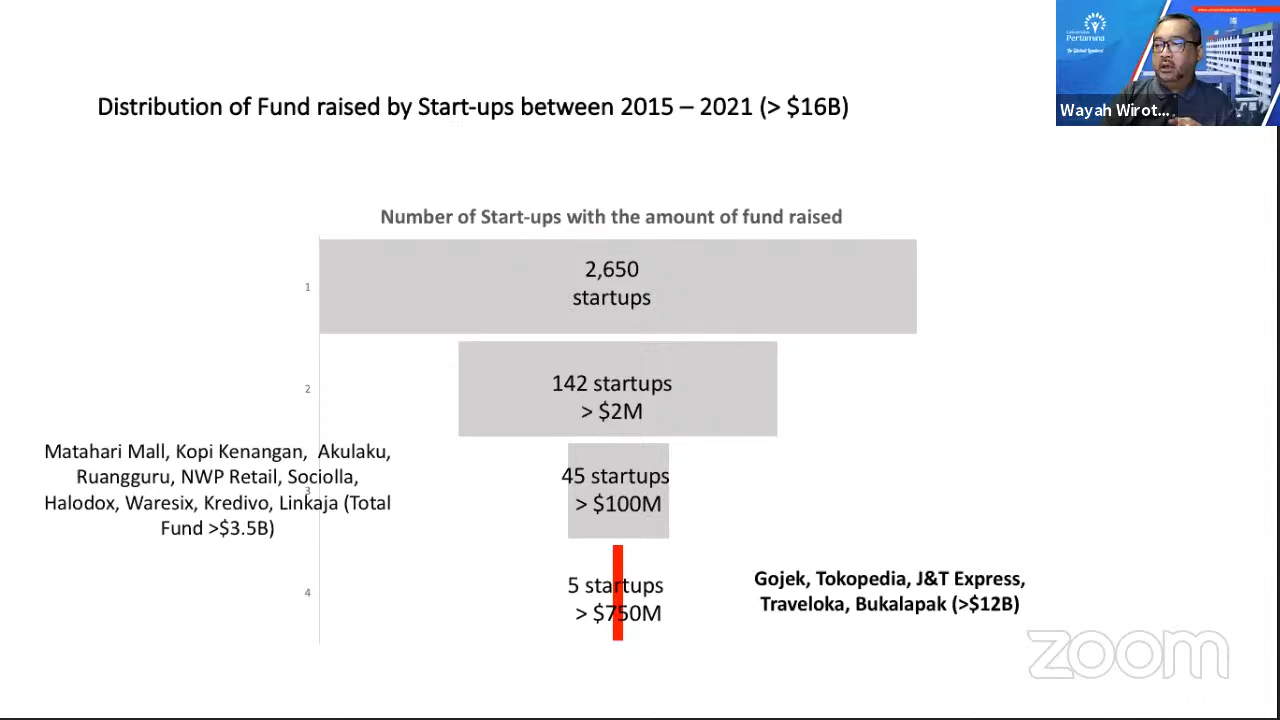 Universitas
Pertamina
Wayah Wirot...
Distribution of Fund raised by Start-ups between 2015 – 2021 (> $16B)
Number of Start-ups with the amount of fund raised
1
2,650
startups
2
142 startups
> $2M
Matahari Mall, Kopi Kenangan, Akulaku,
Ruangguru, NWP Retail, Sociolla,
Halodox, Waresix, Kredivo, Linkaja (Total
Fund >$3.5B)
3
45 startups
> $100M
4
5 startups
> $750M
Gojek, Tokopedia, J&T Express,
Traveloka, Bukalapak (>$12B)
zoom